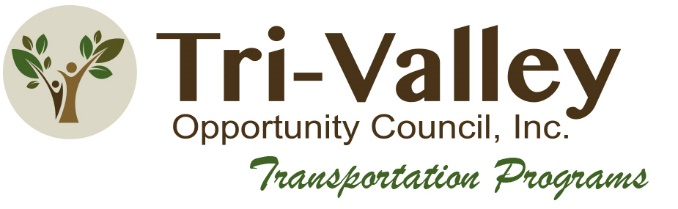 Tri-Valley
Opportunity Council, Inc.
Transportation Programs